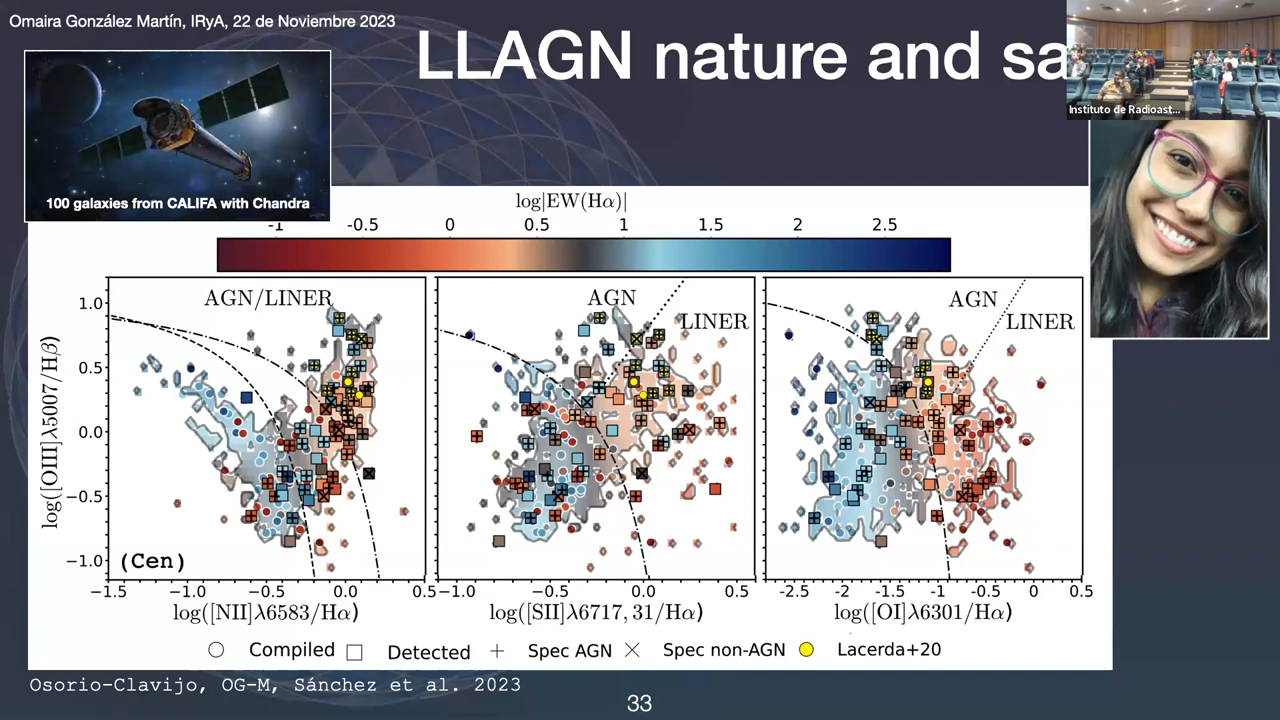 Omaira González Martín, IRyA, 22 de Noviembre 2023
LLAGN nature and sa
Instituto de Radioast...
100 galaxies from CALIFA with Chandra
log|EW(Hα)|
-1 -0.5 0 0.5 1 1.5 2 2.5
AGN/LINER
AGN
LINER
AGN
LINER
log([OIII]λ5007/Hβ)
1.0
0.5
0.0
−0.5
−1.0
(Cen)
−1.5 −1.0 −0.5 0.0 0.5
−1.0 −0.5 0.0 0.5
-2.5 -2 -1.5 -1 -0.5 0 0.5
log([NII]λ6583/Hα)
log([SII]λ6717, 31/Hα)
log([OI]λ6301/Hα)
Compiled Detected Spec AGN Spec non-AGN Lacerda+20
Osorio-Clavijo, OG-M, Sánchez et al. 2023
33